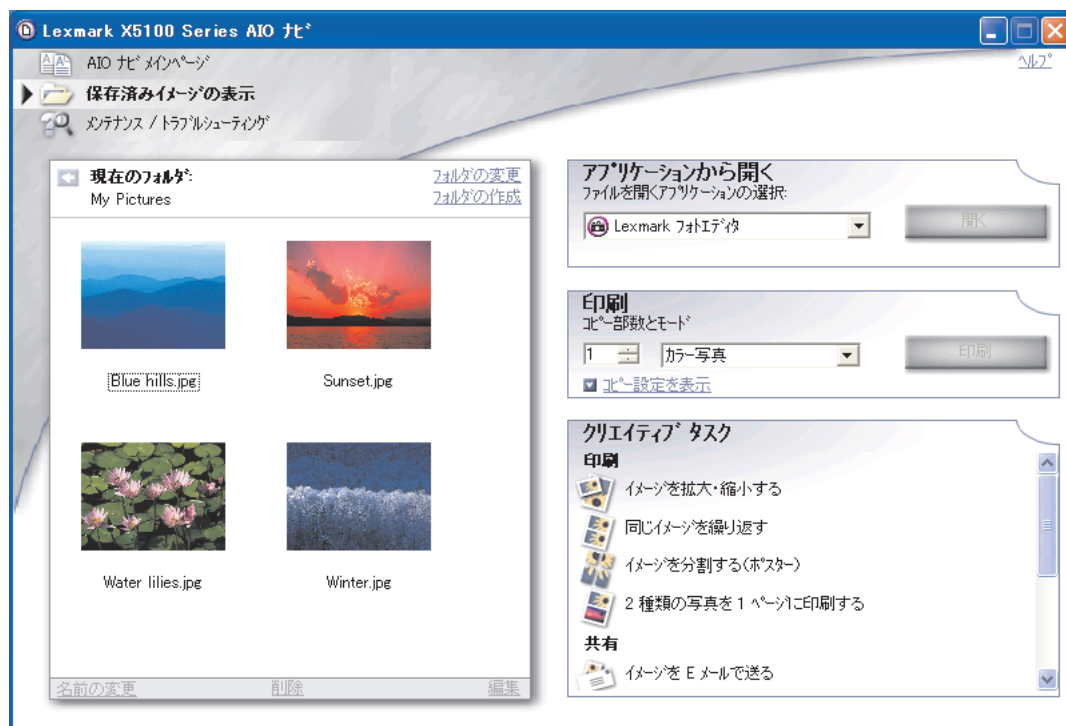 Lexmark X5100 Series AIO ナビ
AIO ナビ メインページ
ヘルプ
保存済みイメージの表示
メンテナンス / トラブルシューティング
現在のフォルダ:
フォルダの変更
My Pictures
フォルダの作成
Blue hills.jpg
Sunset.jpg
Water lilies.jpg
Winter.jpg
名前の変更
削除
編集
アプリケーションから開く
ファイルを開くアプリケーションの選択:
Lexmark フォトエディタ
開く
印刷
コピー部数とモード
1
カラー写真
印刷
コピー設定を表示
クリエイティブ タスク
印刷
イメージを拡大・縮小する
同じイメージを繰り返す
イメージを分割する(ポスター)
2 種類の写真を 1 ページに印刷する
共有
イメージを E メールで送る